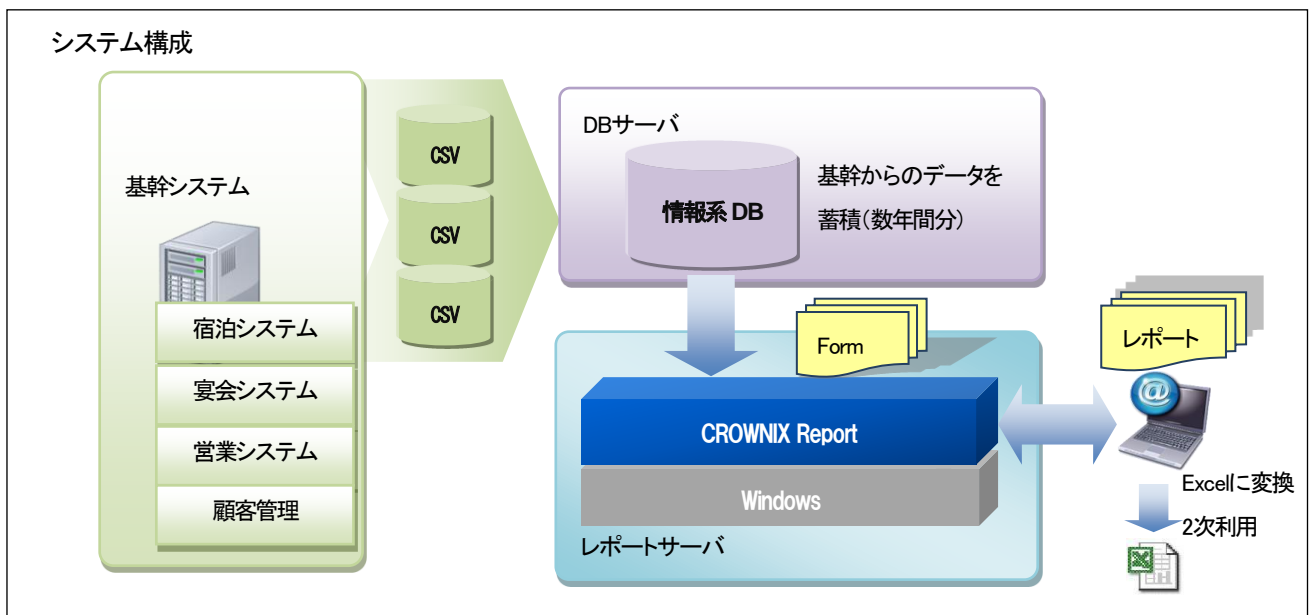 システム構成
基幹システム
宿泊システム
宴会システム
営業システム
顧客管理
CSV
CSV
CSV
DBサーバ
情報系 DB
基幹からのデータを
蓄積(数年間分)
Form
CROWNIX Report
Windows
レポートサーバ
レポート
@
Excelに変換
2次利用